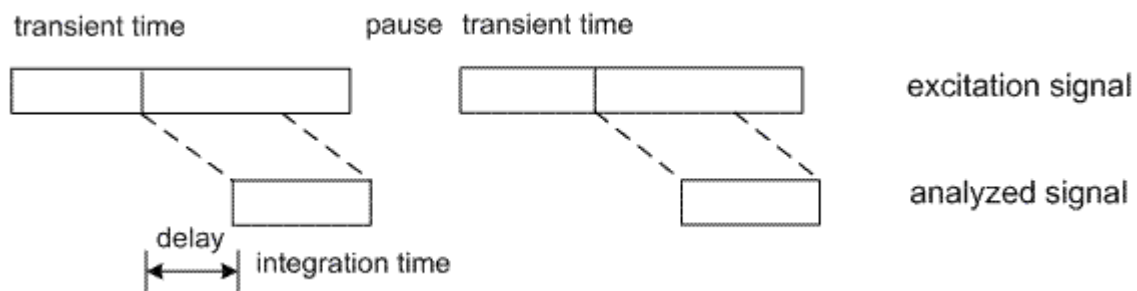 transient time pause transient time
excitation signal
analyzed signal
delay
integration time